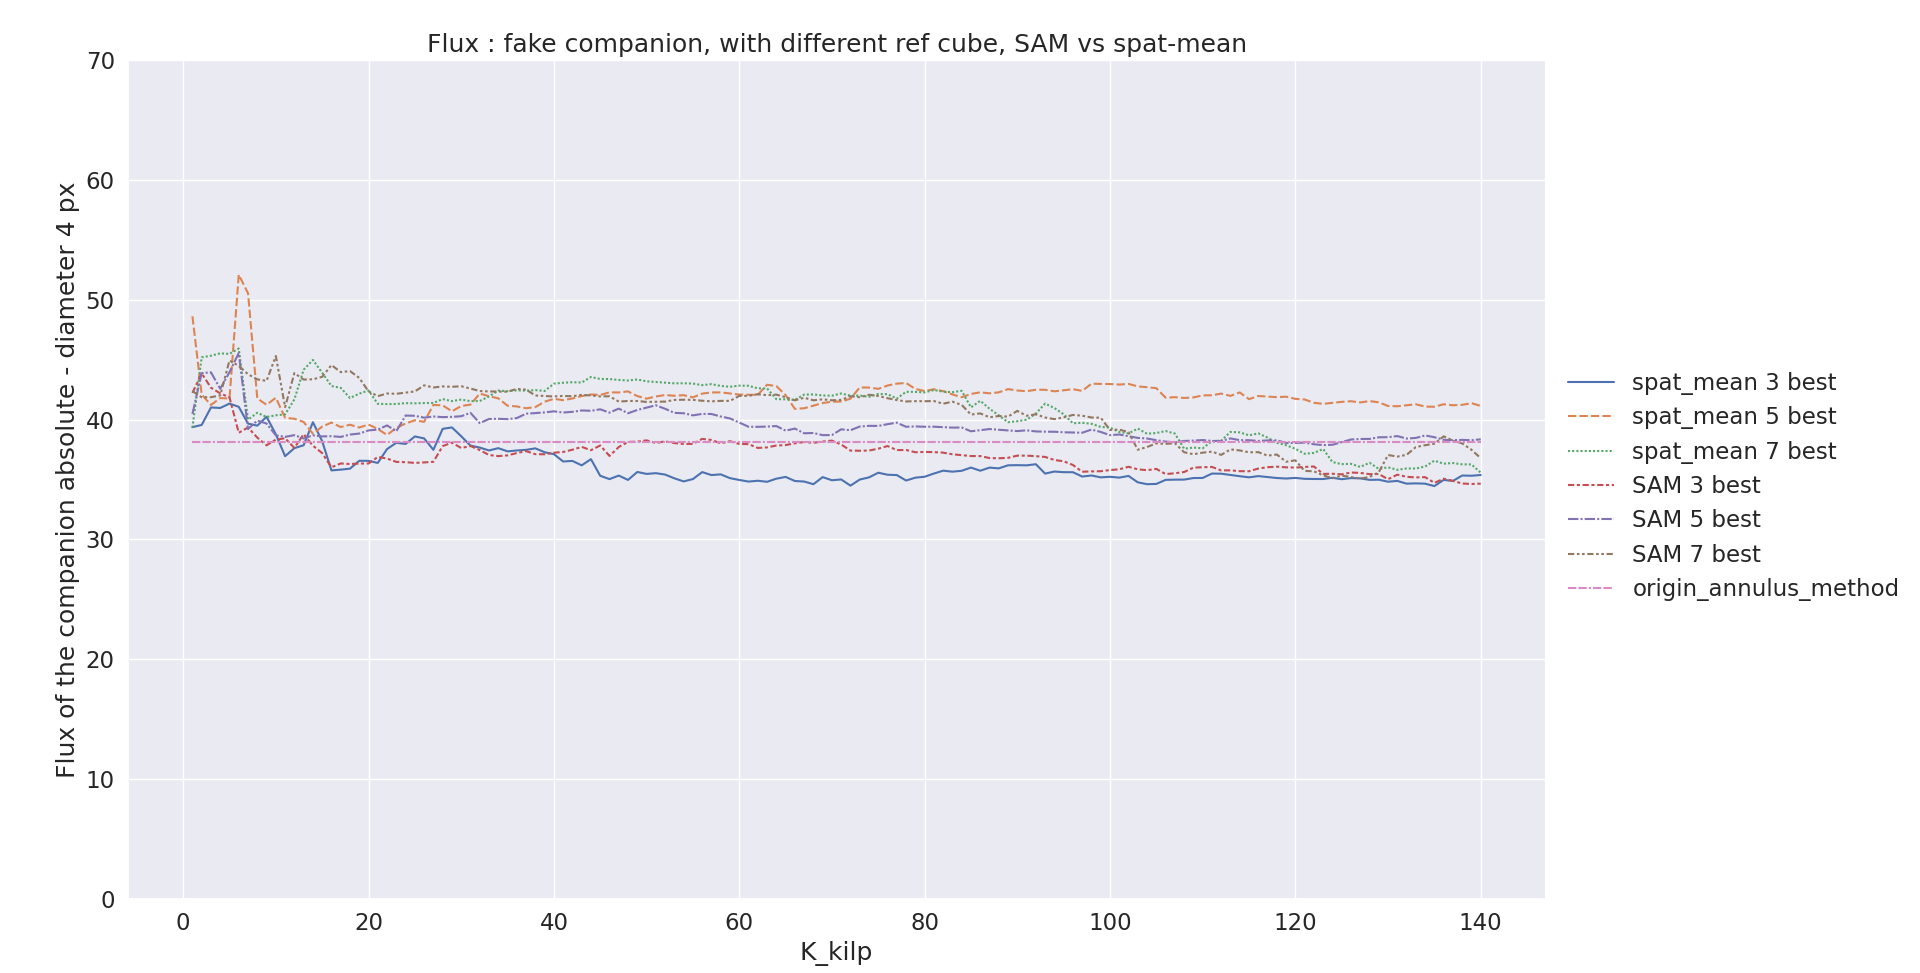 Flux : fake companion, with different ref cube, SAM vs spat-mean
Flux of the companion absolute - diameter 4 px
70
60
50
40
30
20
10
0
0 20 40 60 80 100 120 140
K_kilp
spat_mean 3 best
spat_mean 5 best
spat_mean 7 best
SAM 3 best
SAM 5 best
SAM 7 best
origin_annulus_method